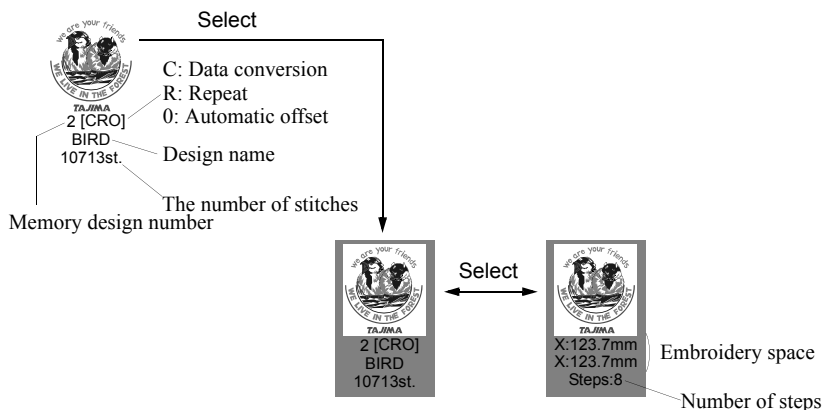 Select
we are your friends
WE LIVE IN THE FOREST
TAJIMA
2 [CRO]
BIRD
10713st.
C: Data conversion
R: Repeat
0: Automatic offset
Design name
The number of stitches
Memory design number
we are your friends
WE LIVE IN THE FOREST
TAJIMA
2 [CRO]
BIRD
10713st.
Select
we are your friends
WE LIVE IN THE FOREST
TAJIMA
X:123.7mm
X:123.7mm
Steps:8
Embroidery space
Number of steps